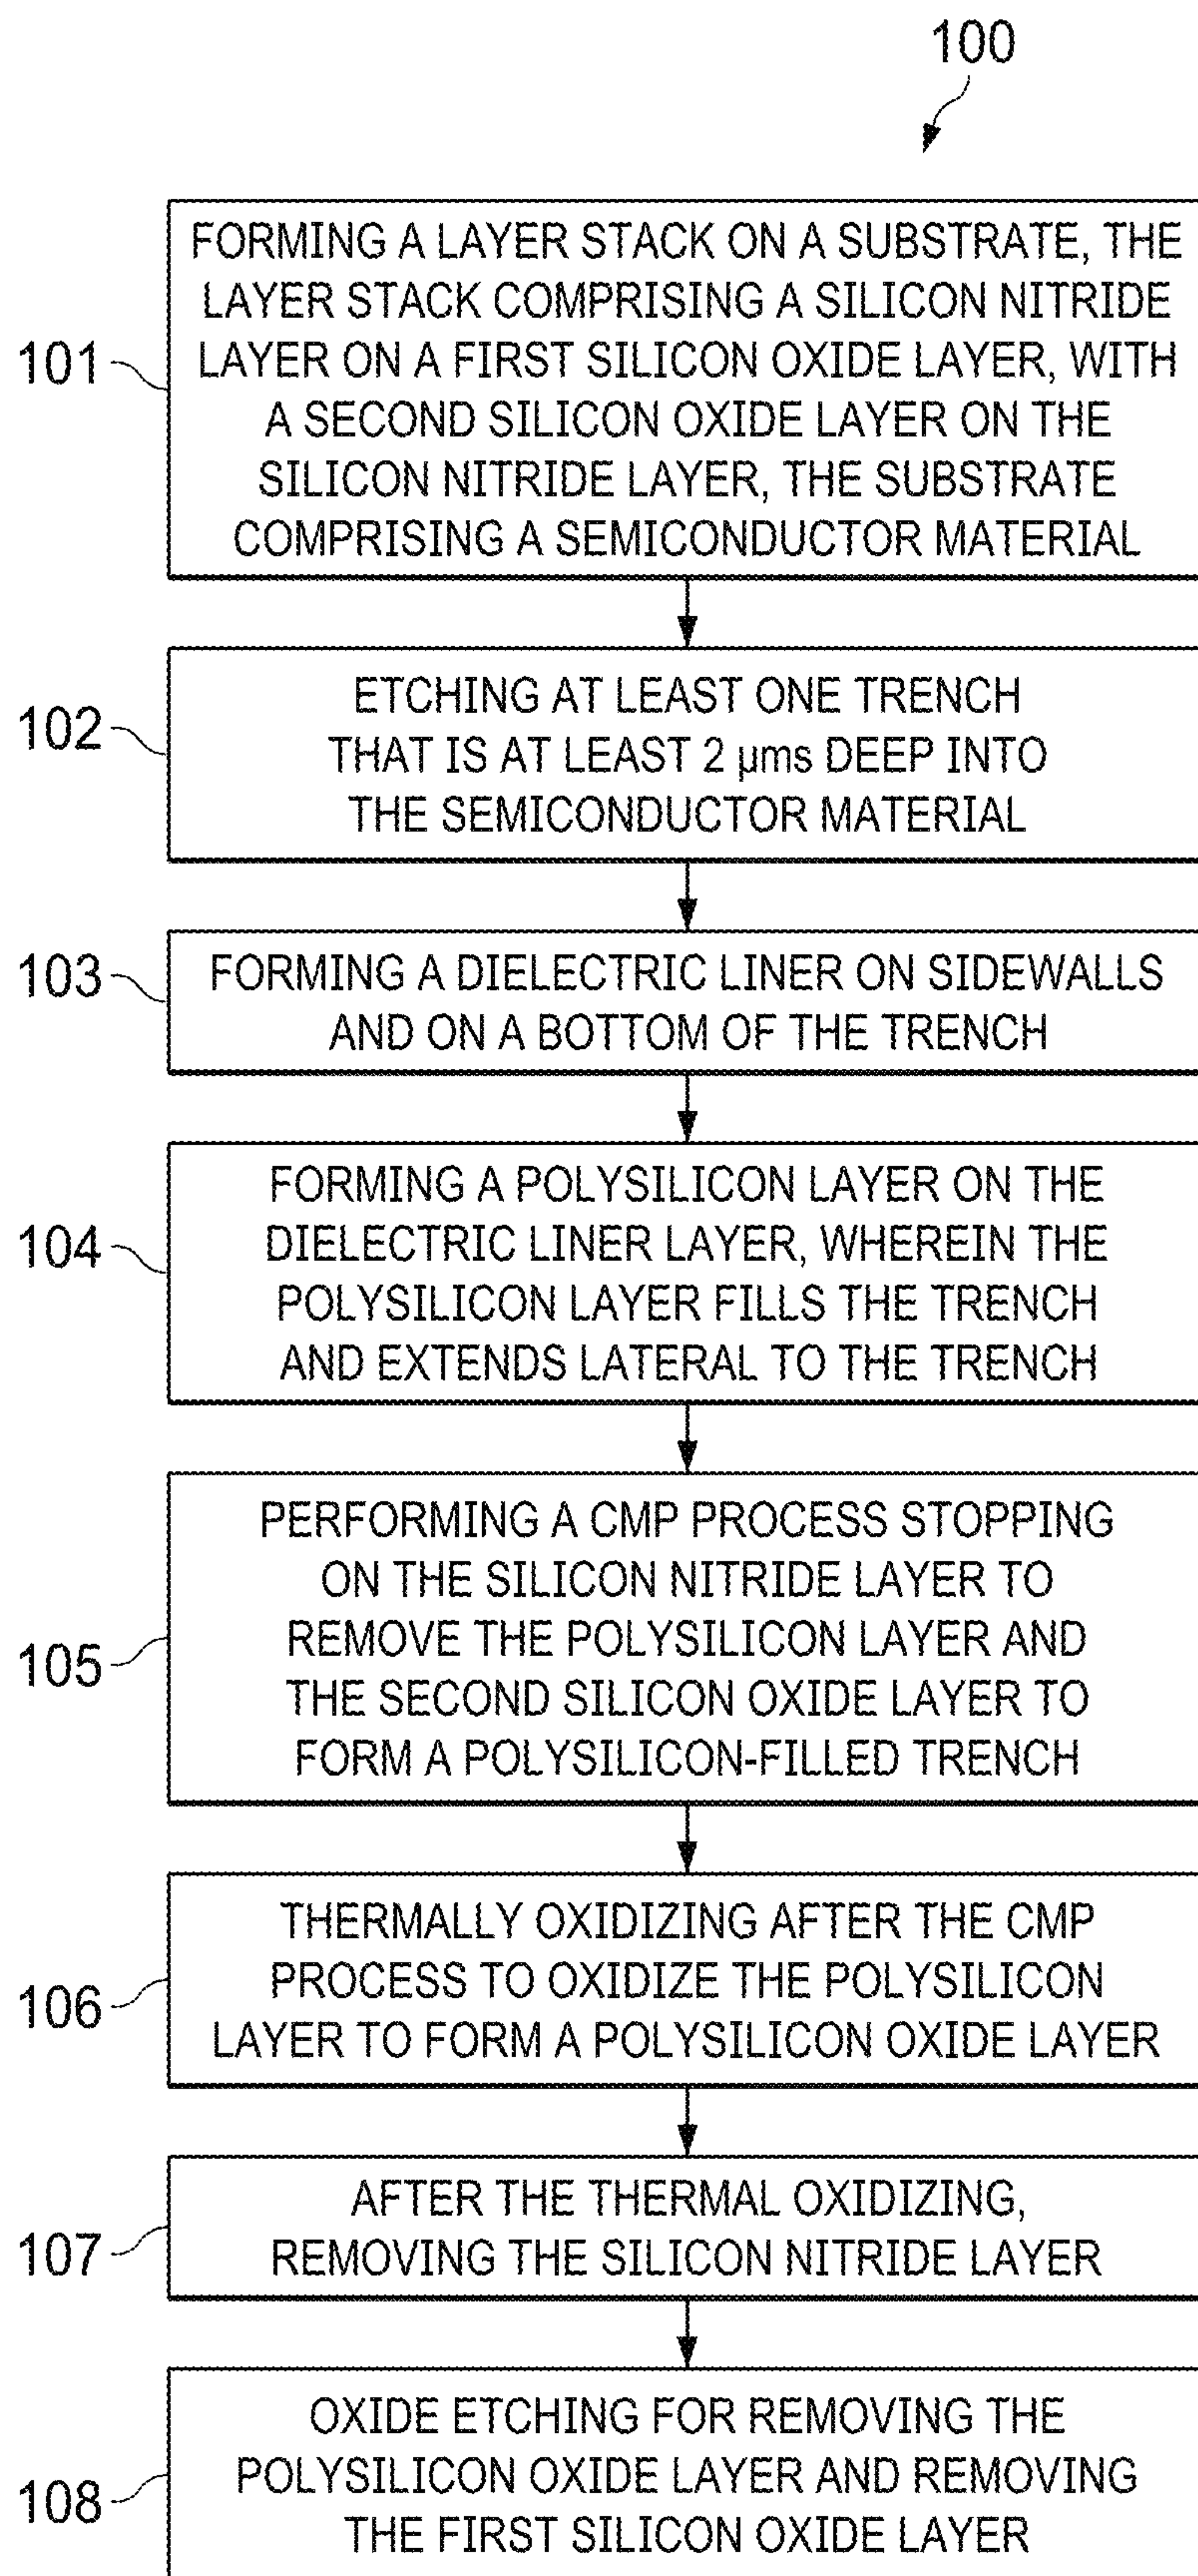 100
101
FORMING A LAYER STACK ON A SUBSTRATE, THE
LAYER STACK COMPRISING A SILICON NITRIDE
LAYER ON A FIRST SILICON OXIDE LAYER, WITH
A SECOND SILICON OXIDE LAYER ON THE
SILICON NITRIDE LAYER, THE SUBSTRATE
COMPRISING A SEMICONDUCTOR MATERIAL
102
ETCHING AT LEAST ONE TRENCH
THAT IS AT LEAST 2 µms DEEP INTO
THE SEMICONDUCTOR MATERIAL
103
FORMING A DIELECTRIC LINER ON SIDEWALLS
AND ON A BOTTOM OF THE TRENCH
104
FORMING A POLYSILICON LAYER ON THE
DIELECTRIC LINER LAYER, WHEREIN THE
POLYSILICON LAYER FILLS THE TRENCH
AND EXTENDS LATERAL TO THE TRENCH
105
PERFORMING A CMP PROCESS STOPPING
ON THE SILICON NITRIDE LAYER TO
REMOVE THE POLYSILICON LAYER AND
THE SECOND SILICON OXIDE LAYER TO
FORM A POLYSILICON-FILLED TRENCH
106
THERMALLY OXIDIZING AFTER THE CMP
PROCESS TO OXIDIZE THE POLYSILICON
LAYER TO FORM A POLYSILICON OXIDE LAYER
107
AFTER THE THERMAL OXIDIZING,
REMOVING THE SILICON NITRIDE LAYER
108
OXIDE ETCHING FOR REMOVING THE
POLYSILICON OXIDE LAYER AND REMOVING
THE FIRST SILICON OXIDE LAYER